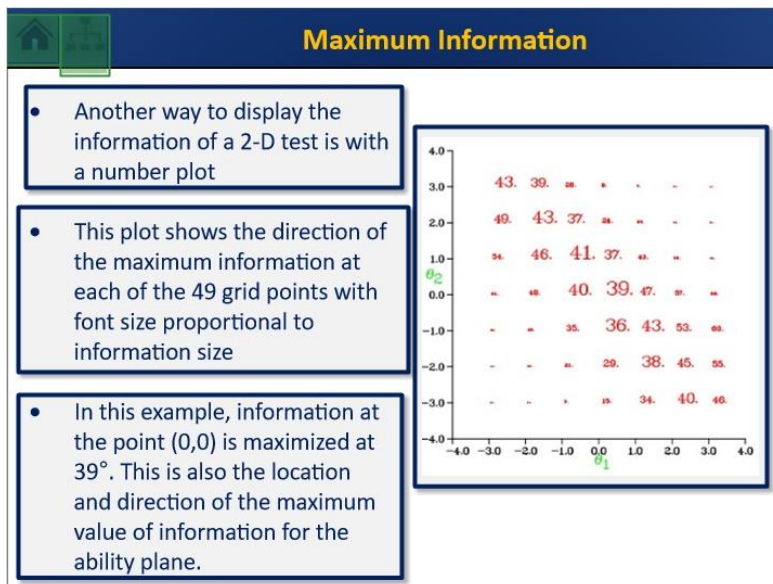 Maximum Information
• Another way to display the
information of a 2-D test is with
a number plot
• This plot shows the direction of
the maximum information at
each of the 49 grid points with
font size proportional to
information size
• In this example, information at
the point (0,0) is maximized at
39°. This is also the location
and direction of the maximum
value of information for the
ability plane.
4.0
3.0 43. 39.
2.0 49. 43. 37.
1.0 54. 46. 41. 37.
θ2
0.0 40. 39. 47.
−1.0 35. 36. 43. 53.
−2.0 29. 38. 45. 55.
−3.0 34. 40. 46.
−4.0
−4.0 −3.0 −2.0 −1.0 0.0 1.0 2.0 3.0 4.0
θ1